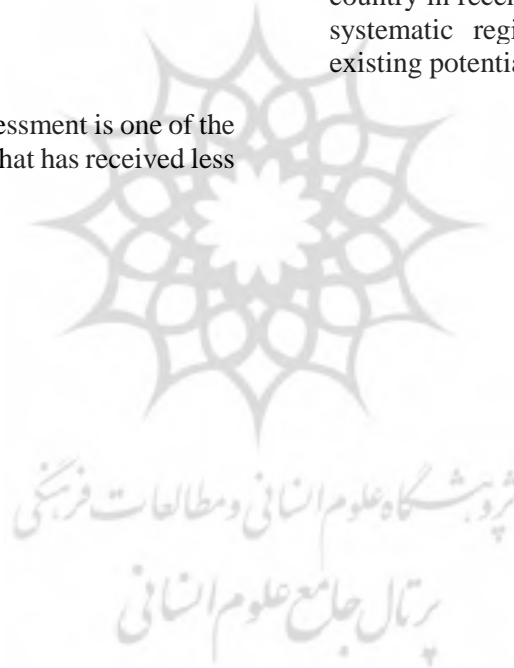 country in recen
systematic regi
existing potentia
essment is one of the
hat has received less
پژوهشگاه علوم انسانی و مطالعات فرهنگی
پرتال جامع علوم انسانی